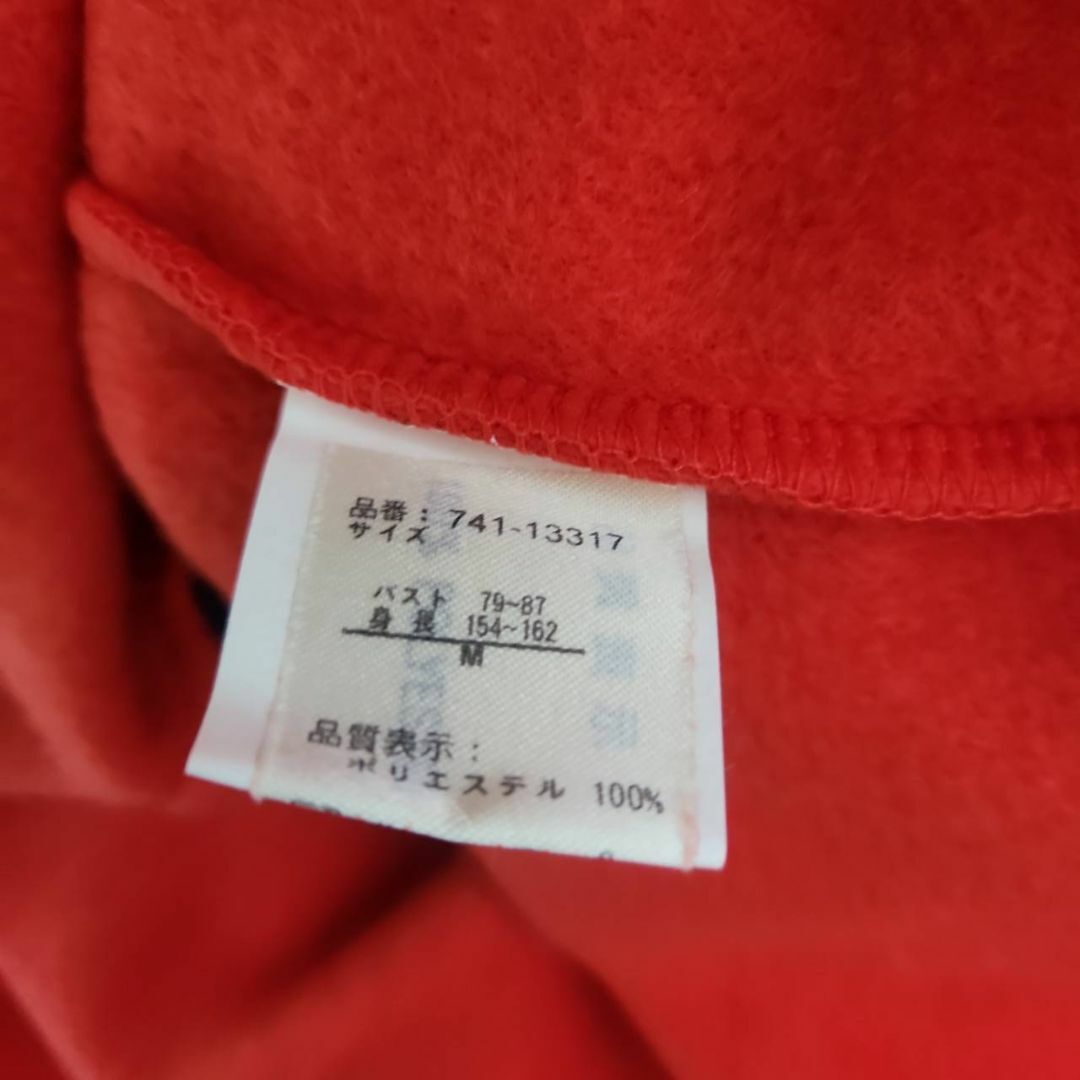 品番: 741-13317
サイズ
バスト 79~87
身長 154~162
M
品質表示:
ポリエステル 100%